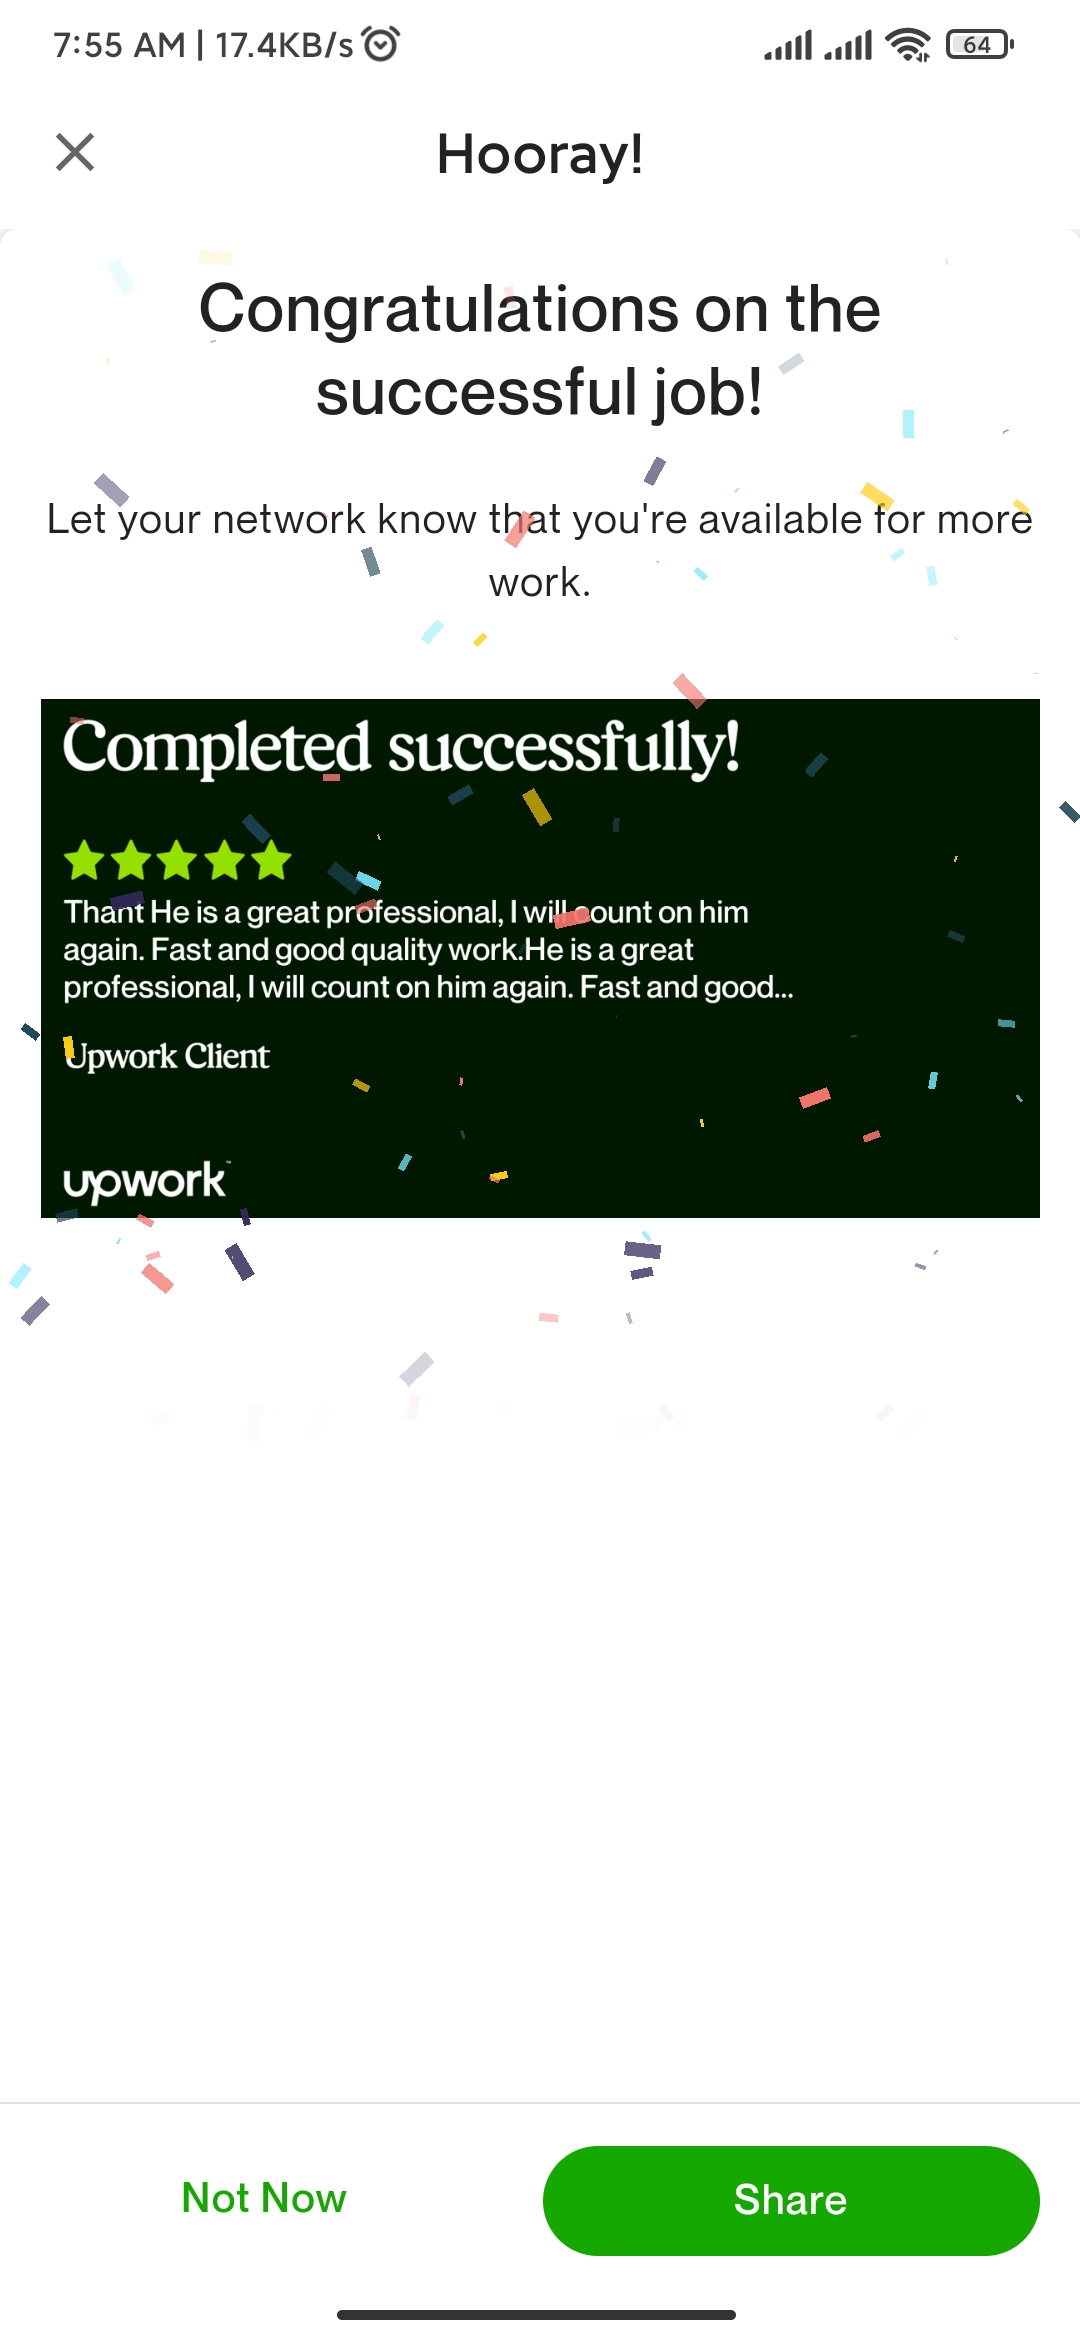 7:55 AM | 17.4KB/s
64
Hooray!
Congratulations on the
successful job!
Let your network know that you're available for more
work.
Completed successfully!
Thant He is a great professional, I will count on him
again. Fast and good quality work.He is a great
professional, I will count on him again. Fast and good...
Upwork Client
upwork™
Not Now
Share